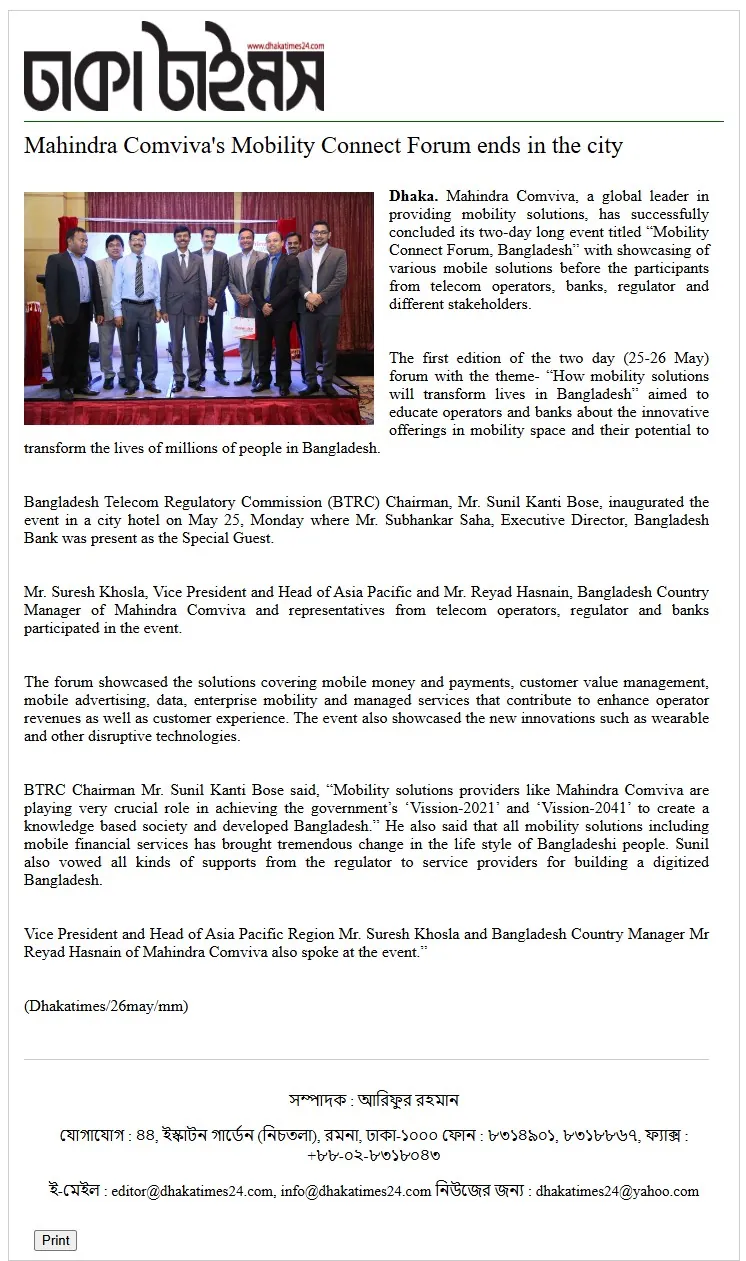 www.dhakatimes24.com
ঢাকা টাইমস
Mahindra Comviva's Mobility Connect Forum ends in the city
Dhaka. Mahindra Comviva, a global leader in
providing mobility solutions, has successfully
concluded its two-day long event titled “Mobility
Connect Forum, Bangladesh” with showcasing of
various mobile solutions before the participants
from telecom operators, banks, regulator and
different stakeholders.
The first edition of the two day (25-26 May)
forum with the theme- “How mobility solutions
will transform lives in Bangladesh” aimed to
educate operators and banks about the innovative
offerings in mobility space and their potential to
transform the lives of millions of people in Bangladesh.
Bangladesh Telecom Regulatory Commission (BTRC) Chairman, Mr. Sunil Kanti Bose, inaugurated the
event in a city hotel on May 25, Monday where Mr. Subhankar Saha, Executive Director, Bangladesh
Bank was present as the Special Guest.
Mr. Suresh Khosla, Vice President and Head of Asia Pacific and Mr. Reyad Hasnain, Bangladesh Country
Manager of Mahindra Comviva and representatives from telecom operators, regulator and banks
participated in the event.
The forum showcased the solutions covering mobile money and payments, customer value management,
mobile advertising, data, enterprise mobility and managed services that contribute to enhance operator
revenues as well as customer experience. The event also showcased the new innovations such as wearable
and other disruptive technologies.
BTRC Chairman Mr. Sunil Kanti Bose said, “Mobility solutions providers like Mahindra Comviva are
playing very crucial role in achieving the government’s ‘Vission-2021’ and ‘Vission-2041’ to create a
knowledge based society and developed Bangladesh.” He also said that all mobility solutions including
mobile financial services has brought tremendous change in the life style of Bangladeshi people. Sunil
also vowed all kinds of supports from the regulator to service providers for building a digitized
Bangladesh.
Vice President and Head of Asia Pacific Region Mr. Suresh Khosla and Bangladesh Country Manager Mr
Reyad Hasnain of Mahindra Comviva also spoke at the event.”
(Dhakatimes/26may/mm)
সম্পাদক : আরিফুর রহমান
যোগাযোগ : ৪৪, ইস্কাটন গার্ডেন (নিচতলা), রমনা, ঢাকা-১০০০ ফোন : ৮৩১৪৯০১, ৮৩১৮৮৬৭, ফ্যাক্স :
+৮৮-০২-৮৩১৮০৪৩
ই-মেইল : editor@dhakatimes24.com, info@dhakatimes24.com নিউজের জন্য : dhakatimes24@yahoo.com
Print